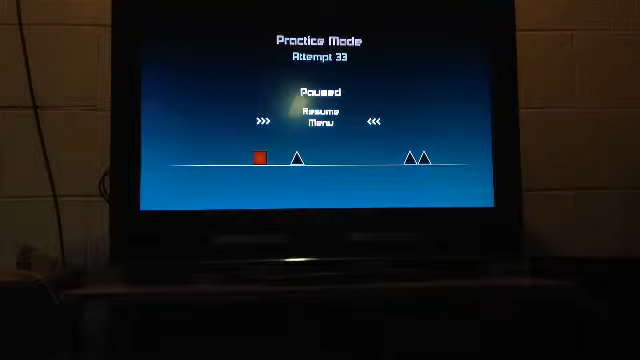 Practice Mode
Attempt 33
Paused
Resume
>>> Menu <<<